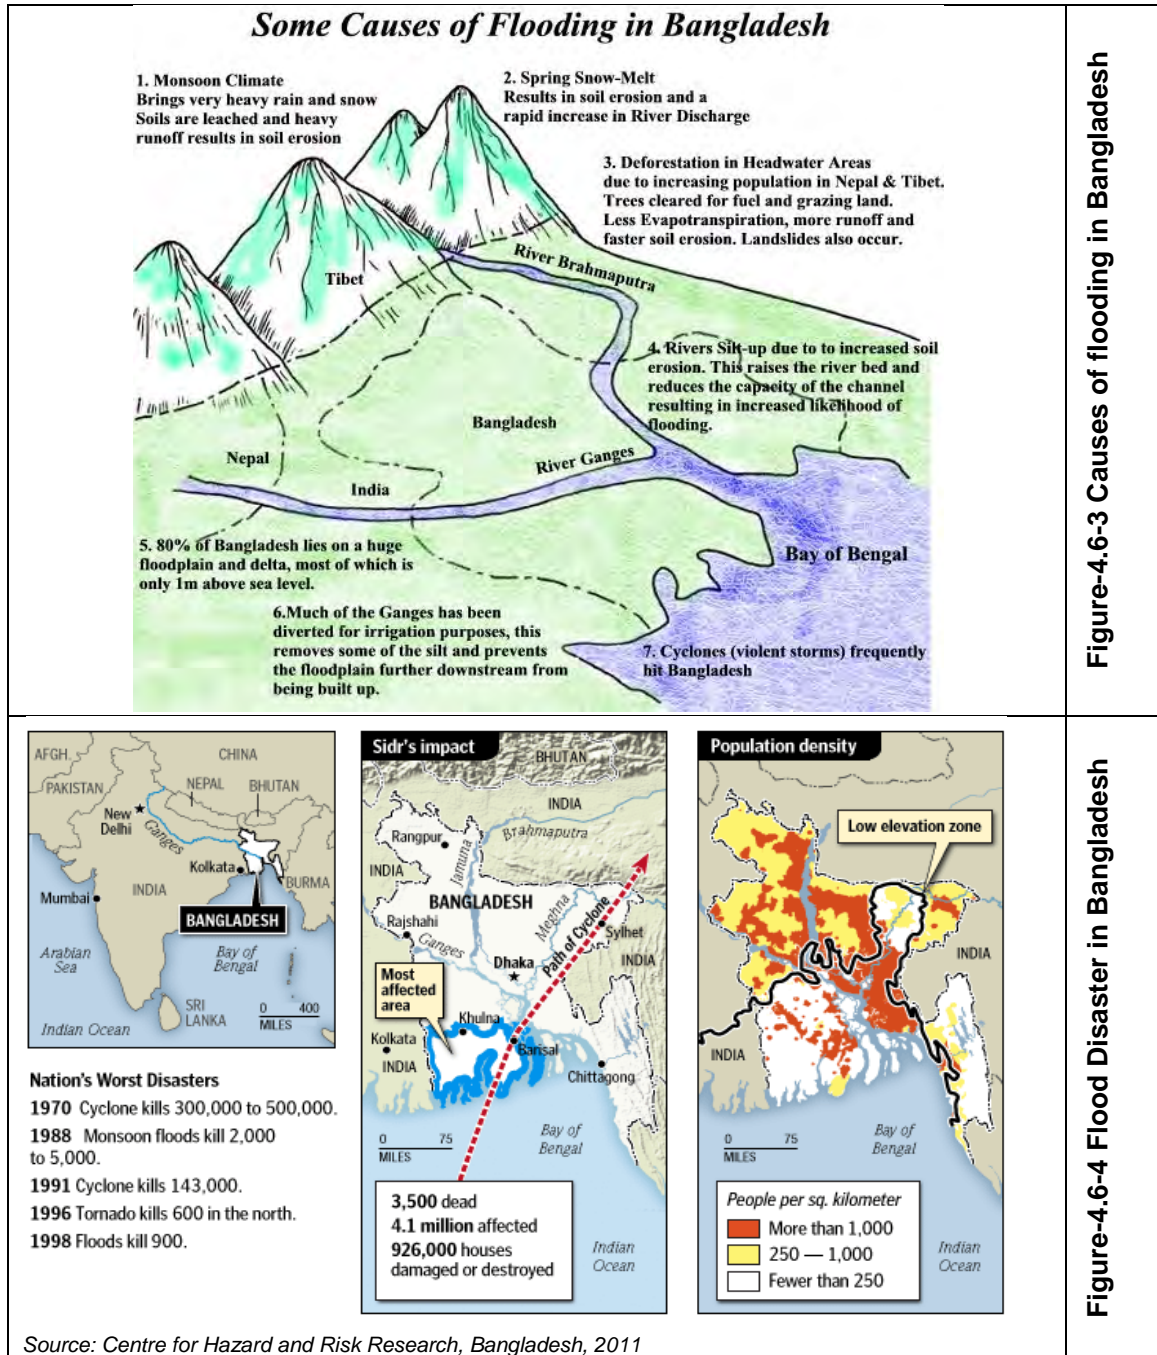 Some Causes of Flooding in Bangladesh
1. Monsoon Climate
Brings very heavy rain and snow
Soils are leached and heavy
runoff results in soil erosion
2. Spring Snow-Melt
Results in soil erosion and a
rapid increase in River Discharge
3. Deforestation in Headwater Areas
due to increasing population in Nepal & Tibet.
Trees cleared for fuel and grazing land.
Less Evapotranspiration, more runoff and
faster soil erosion. Landslides also occur.
River Brahmaputra
Tibet
4. Rivers Silt-up due to to increased soil
erosion. This raises the river bed and
reduces the capacity of the channel
resulting in increased likelihood of
flooding.
Bangladesh
Nepal
River Ganges
India
5. 80% of Bangladesh lies on a huge
floodplain and delta, most of which is
only 1m above sea level.
Bay of Bengal
6.Much of the Ganges has been
diverted for irrigation purposes, this
removes some of the silt and prevents
the floodplain further downstream from
being built up.
7. Cyclones (violent storms) frequently
hit Bangladesh
Figure-4.6-3 Causes of flooding in Bangladesh
AFGH.
CHINA
PAKISTAN
NEPAL
BHUTAN
New
Delhi
Ganges
Kolkata
BURMA
Mumbai
INDIA
BANGLADESH
Arabian
Sea
Bay of
Bengal
SRI
LANKA
0 400
MILES
Indian Ocean
Nation's Worst Disasters
1970 Cyclone kills 300,000 to 500,000.
1988 Monsoon floods kill 2,000
to 5,000.
1991 Cyclone kills 143,000.
1996 Tornado kills 600 in the north.
1998 Floods kill 900.
Sidr's impact
BHUTAN
INDIA
Brahmaputra
Rangpur
Jamuna
INDIA
BANGLADESH
Rajshahi
Meghna
Path of Cyclone
Sylhet
Ganges
INDIA
Dhaka
Most
affected
area
Khulna
Kolkata
Barisal
INDIA
Chittagong
0 75
MILES
Bay of
Bengal
3,500 dead
4.1 million affected
926,000 houses
damaged or destroyed
Indian
Ocean
Population density
Low elevation zone
INDIA
INDIA
0 75
MILES
Bay of
Bengal
People per sq. kilometer
More than 1,000
250 — 1,000
Fewer than 250
Indian
Ocean
Figure-4.6-4 Flood Disaster in Bangladesh
Source: Centre for Hazard and Risk Research, Bangladesh, 2011